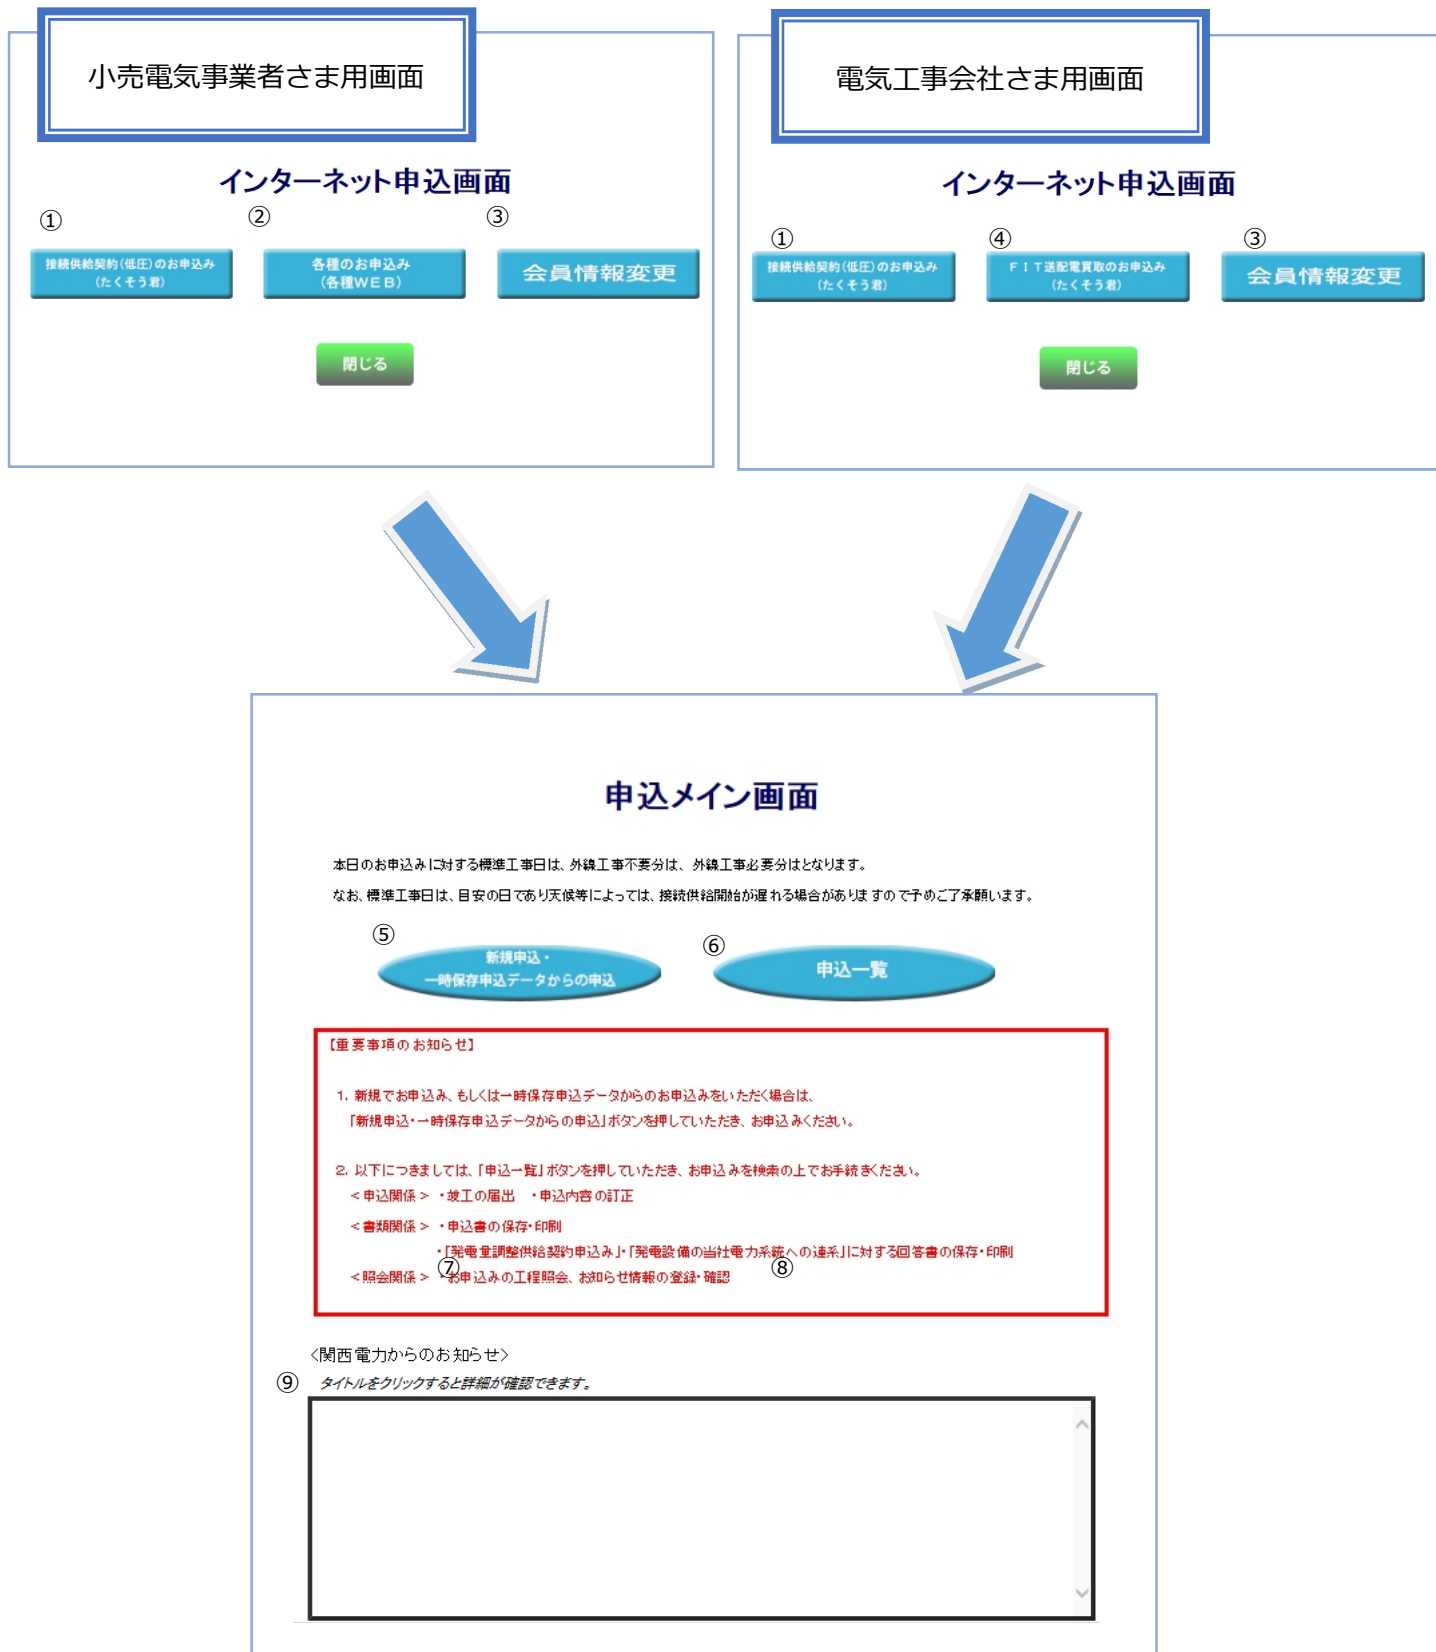 小売電気事業者さま用画面
インターネット申込画面
①
②
③
接続供給契約(低圧)のお申込み
(たくそう君)
各種のお申込み
(各種WEB)
会員情報変更
閉じる
電気工事会社さま用画面
インターネット申込画面
①
④
③
接続供給契約(低圧)のお申込み
(たくそう君)
FIT送配電買取のお申込み
(たくそう君)
会員情報変更
閉じる
申込メイン画面
本日のお申込みに対する標準工事日は、外線工事不要分は、 外線工事必要分はとなります。
なお、標準工事日は、目安の日であり天候等によっては、接続供給開始が遅れる場合がありますので予めご了承願います。
⑤
⑥
新規申込・
一時保存申込データからの申込
申込一覧
【重要事項のお知らせ】
1. 新規でお申込み、もしくは一時保存申込データからのお申込みをいただく場合は、
「新規申込・一時保存申込データからの申込」ボタンを押していただき、お申込みください。
2. 以下につきましては、「申込一覧」ボタンを押していただき、お申込みを検索の上でお手続きください。
<申込関係> ・竣工の届出 ・申込内容の訂正
<書類関係> ・申込書の保存・印刷
・「発電量調整供給契約申込み」・「発電設備の当社電力系統への連系」に対する回答書の保存・印刷
⑦
⑧
<照会関係> ・お申込みの工程照会、お知らせ情報の登録・確認
<関西電力からのお知らせ>
⑨
タイトルをクリックすると詳細が確認できます。